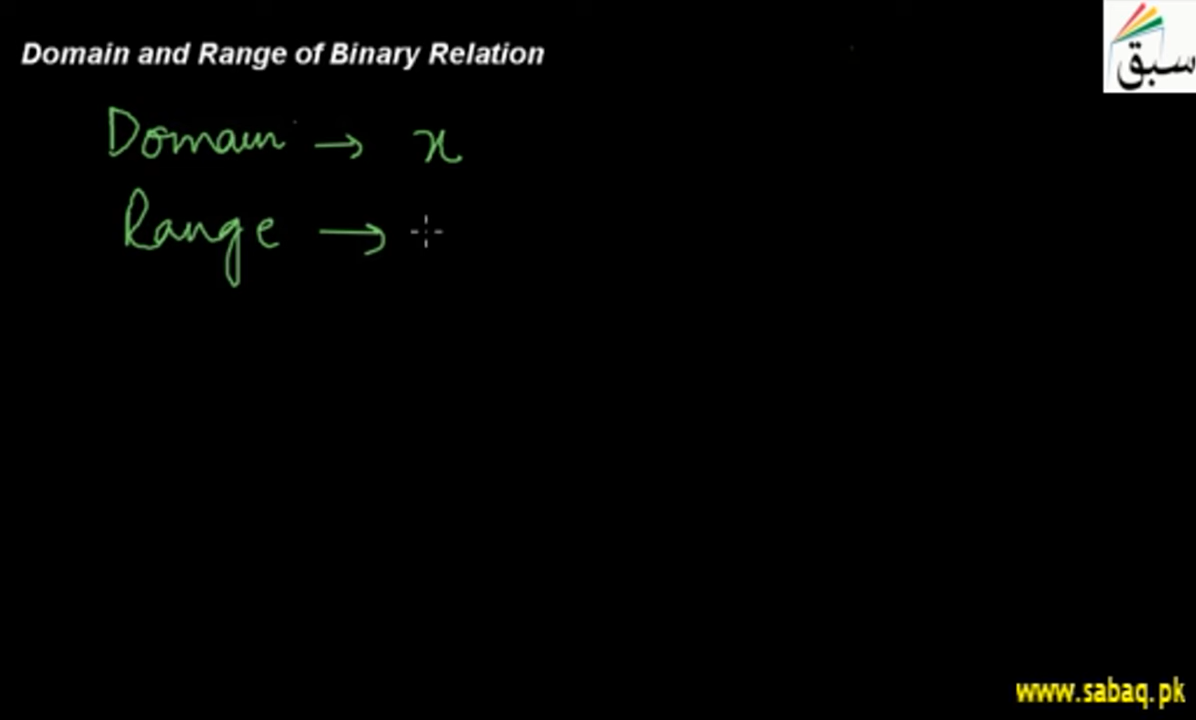 Domain and Range of Binary Relation
سبق
Domain → x
Range →
www.sabaq.pk